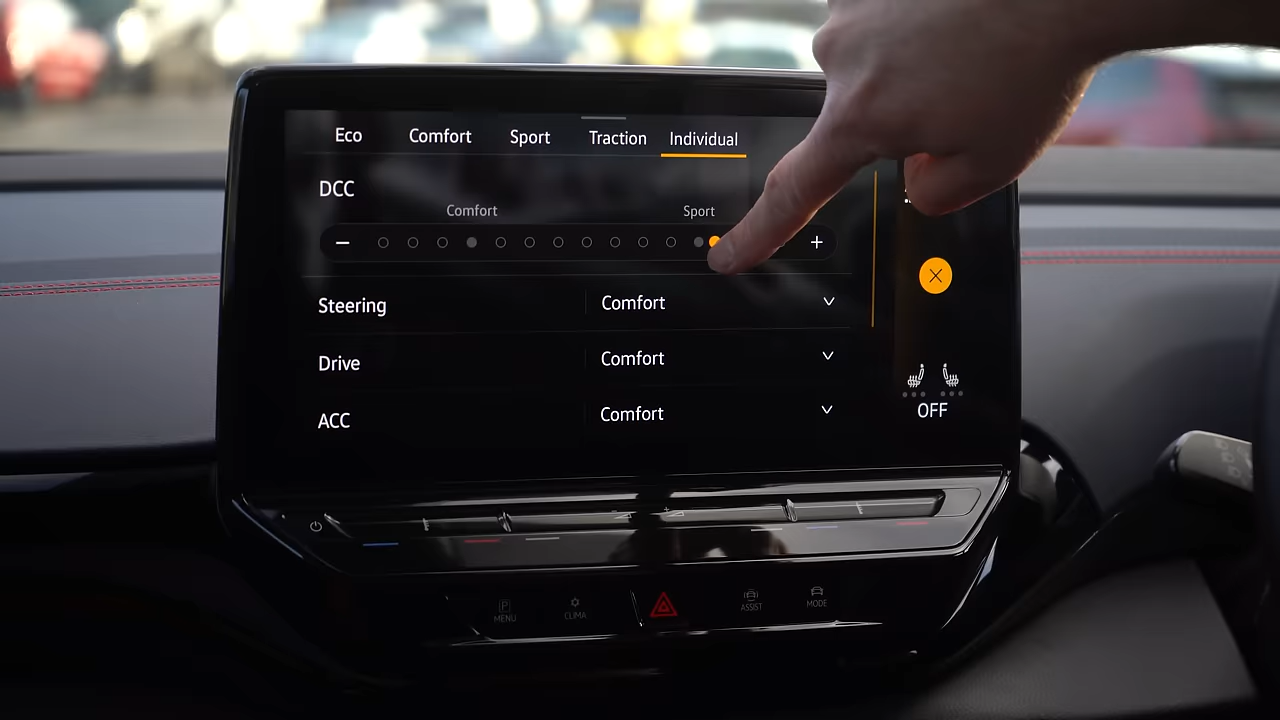 Eco Comfort Sport Traction Individual
DCC
Comfort Sport
− +
Steering Comfort
Drive Comfort
ACC Comfort
OFF
P
MENU CLIMA ASSIST MODE